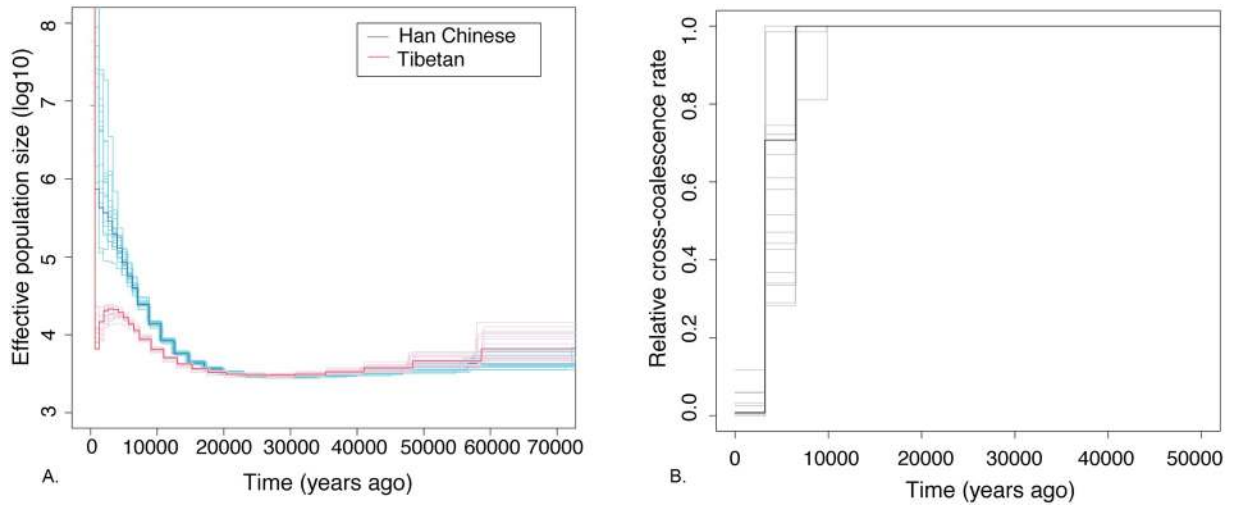 Effective population size (log10)
8
7
6
5
4
3
Han Chinese
Tibetan
0 10000 20000 30000 40000 50000 60000 70000
Time (years ago)
A.
Relative cross-coalescence rate
1.0
0.8
0.6
0.4
0.2
0.0
0 10000 20000 30000 40000 50000
Time (years ago)
B.